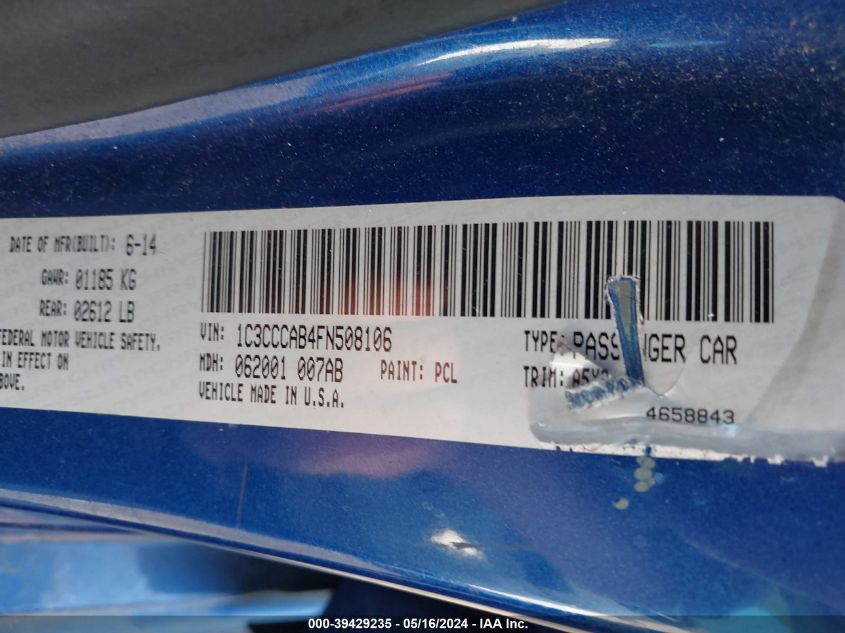 DATE OF MFR(BUILT): 6-14
GAWR: 01185 KG
REAR: 02612 LB
FEDERAL MOTOR VEHICLE SAFETY,
IN EFFECT ON
BOVE.
VIN: 1C3CCCAB4FN508106
MDH: 062001 007AB PAINT: PCL
VEHICLE MADE IN U.S.A.
TYPE: PASSENGER CAR
TRIM:
4658843
000-39429235 - 05/16/2024 - IAA Inc.